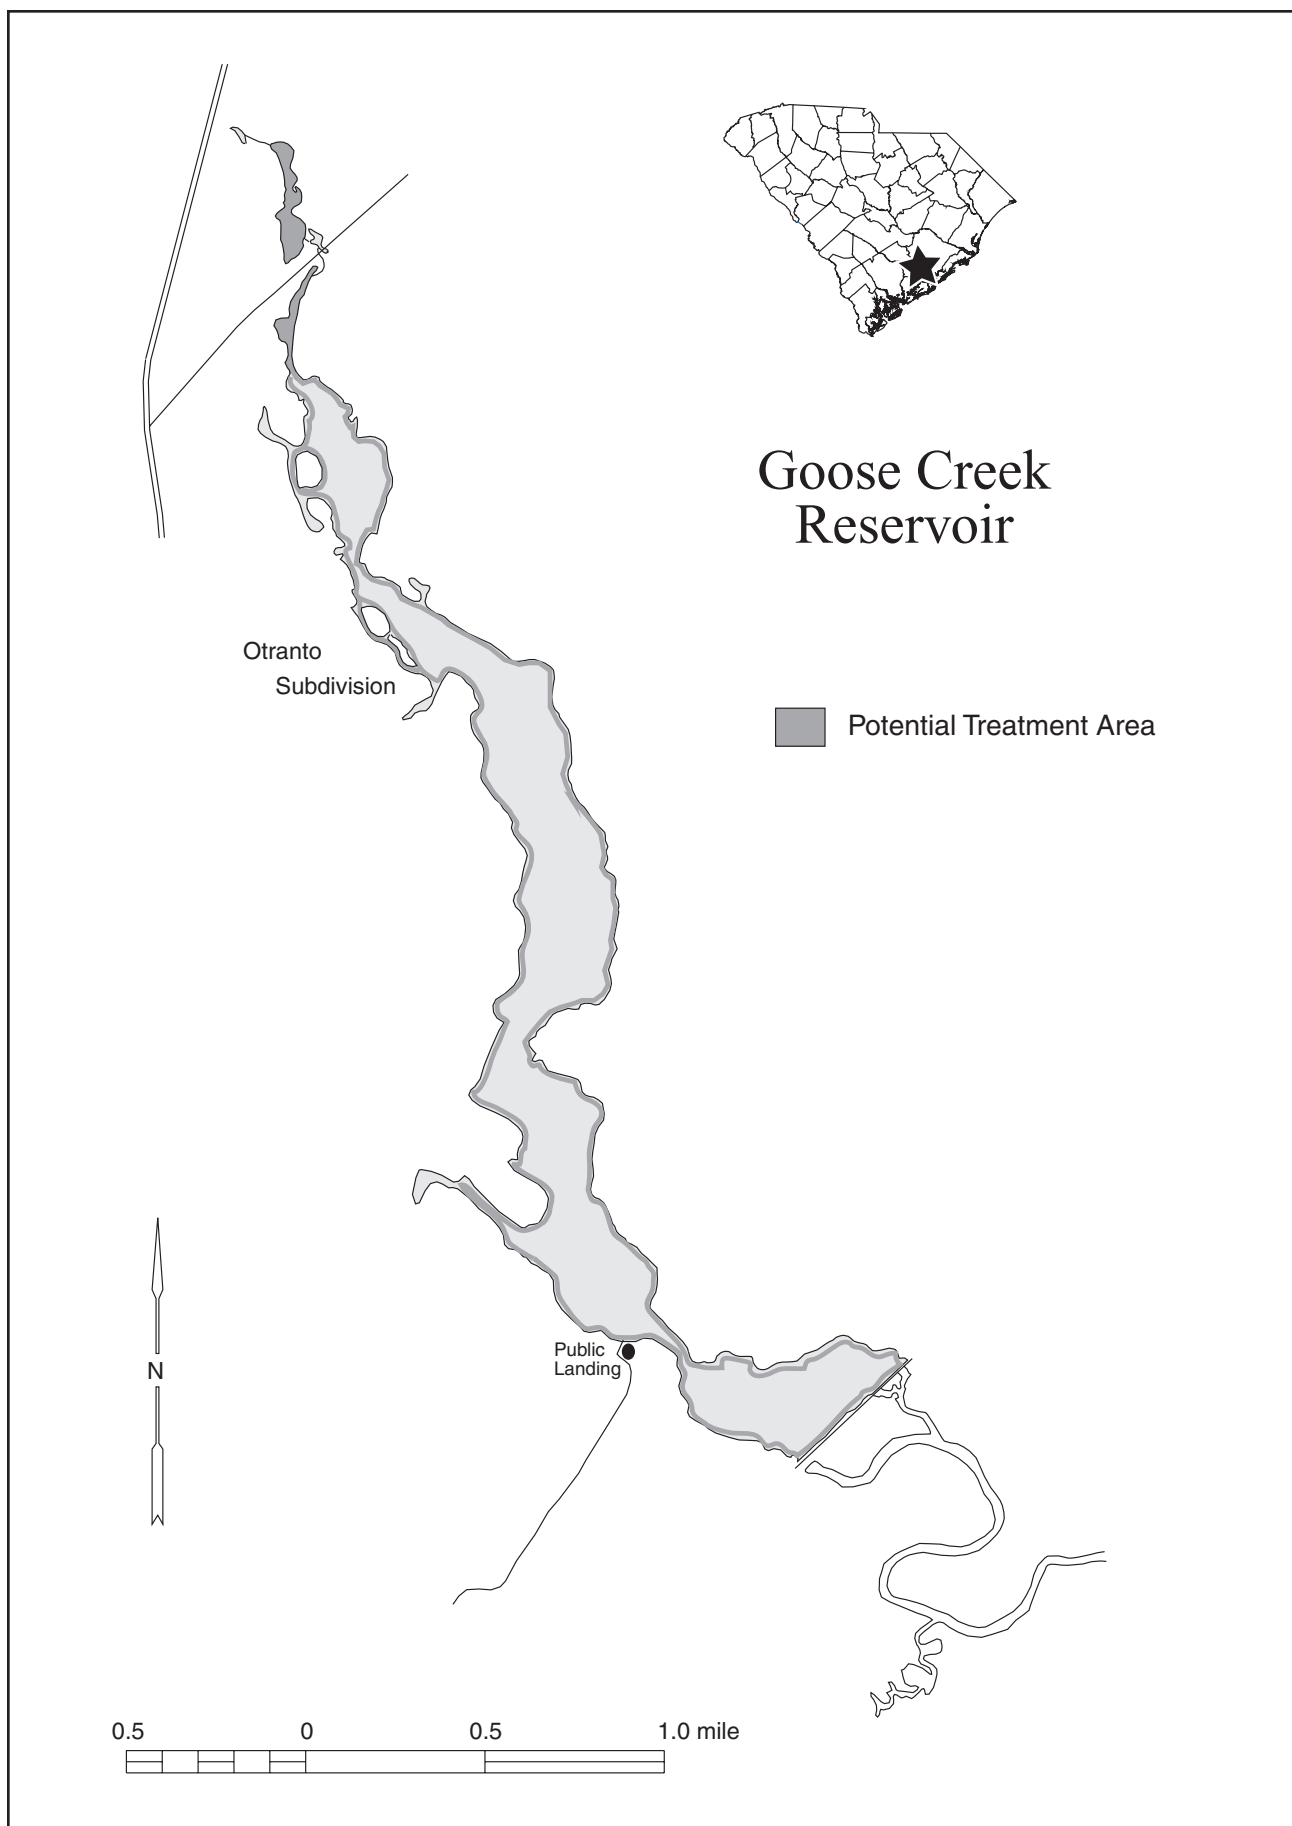 Goose Creek
Reservoir
Otranto
Subdivision
Potential Treatment Area
Public
Landing
N
0.5 0 0.5 1.0 mile